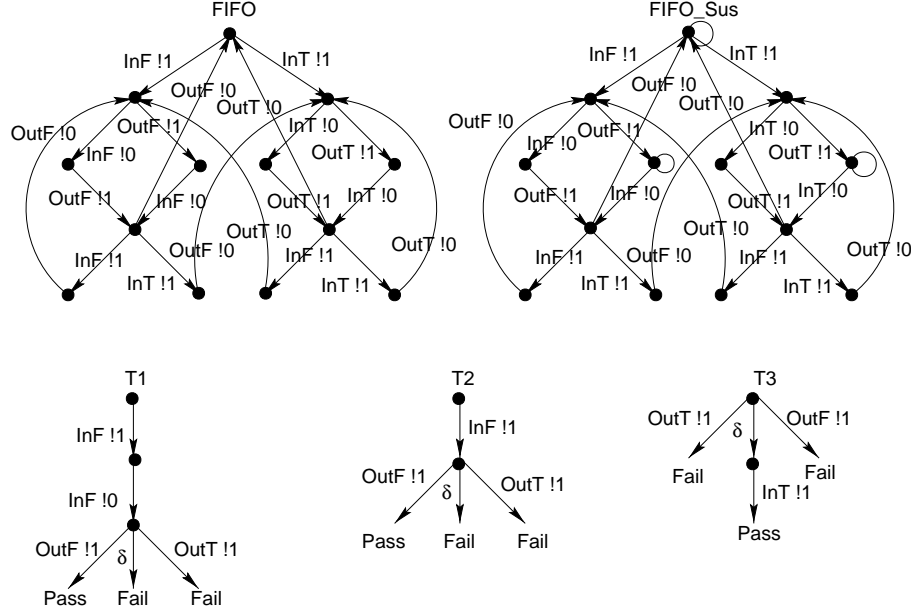 FIFO
FIFO_Sus
InF !1
InT !1
InF !1
InT !1
OutF !0
OutT !0
OutF !0
OutT !0
OutF !0
OutF !1
InT !0
OutF !0
OutF !1
InT !0
InF !0
OutT !1
InF !0
OutT !1
OutF !1
InF !0
OutT !1
InT !0
OutF !1
InF !0
OutT !1
InT !0
OutF !0
OutT !0
OutT !0
OutF !0
OutT !0
OutT !0
InF !1
InT !1
InF !1
InT !1
InF !1
InT !1
InF !1
InT !1
T1
T2
T3
InF !1
InF !1
OutT !1
δ
OutF !1
InF !0
OutF !1
δ
OutT !1
Fail
Fail
InT !1
Pass
Fail
Fail
Pass
OutF !1
δ
OutT !1
Pass
Fail
Fail